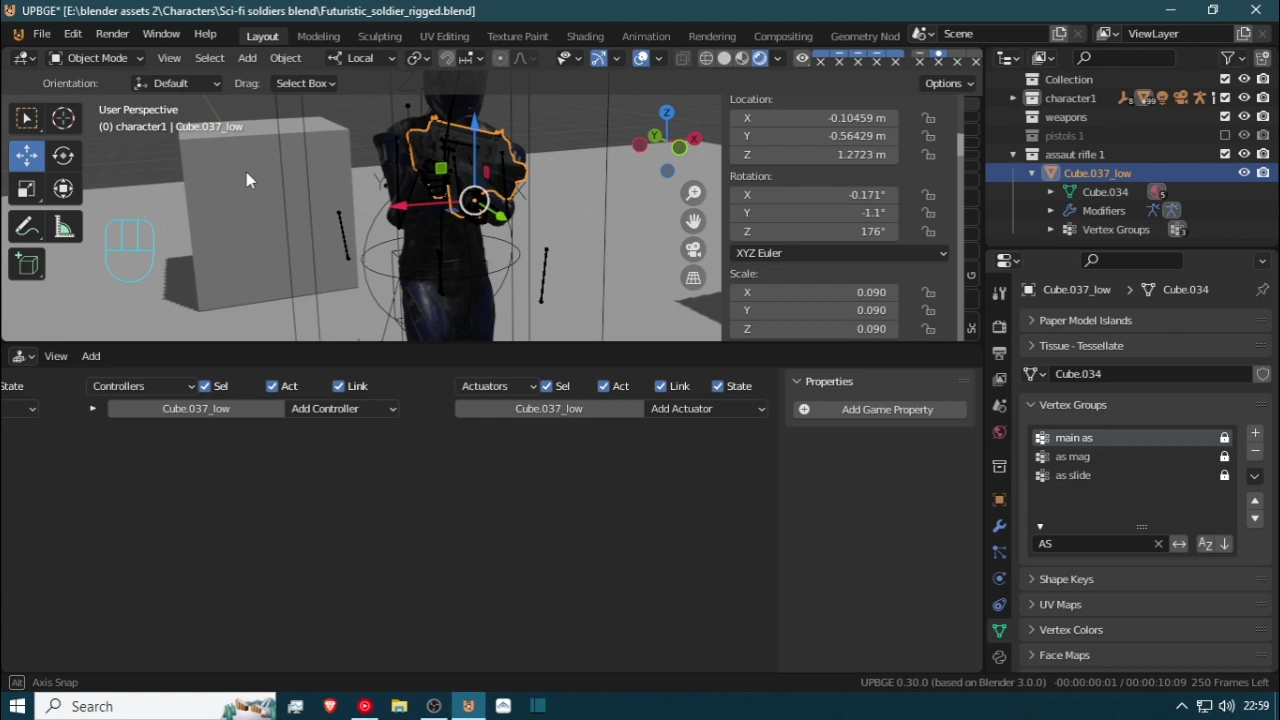 UPBGE* [E:\blender assets 2\Characters\Sci-fi soldiers blend\Futuristic_soldier_rigged.blend]
File Edit Render Window Help Layout Modeling Sculpting UV Editing Texture Paint Shading Animation Rendering Compositing Geometry Nod Scene ViewLayer
Object Mode View Select Add Object Local
Orientation: Default Drag: Select Box Options
User Perspective
(0) character1 | Cube.037_low
Location:
X -0.10459 m
Y -0.56429 m
Z 1.2723 m
Rotation:
X -0.171°
Y -1.1°
Z 176°
XYZ Euler
Scale:
X 0.090
Y 0.090
Z 0.090
Collection
character1
weapons
pistols 1
assaut rifle 1
Cube.037_low
Cube.034
Modifiers
Vertex Groups
Cube.037_low Cube.034
Paper Model Islands
Tissue - Tessellate
Cube.034
Vertex Groups
main as
as mag
as slide
AS
Shape Keys
UV Maps
Vertex Colors
Face Maps
View Add
State Controllers Sel Act Link Actuators Sel Act Link State
Cube.037_low Add Controller Cube.037_low Add Actuator
Properties
Add Game Property
Alt Axis Snap UPBGE 0.30.0 (based on Blender 3.0.0) -00:00:00:01 / 00:00:10:09 250 Frames Left
Search 22:59